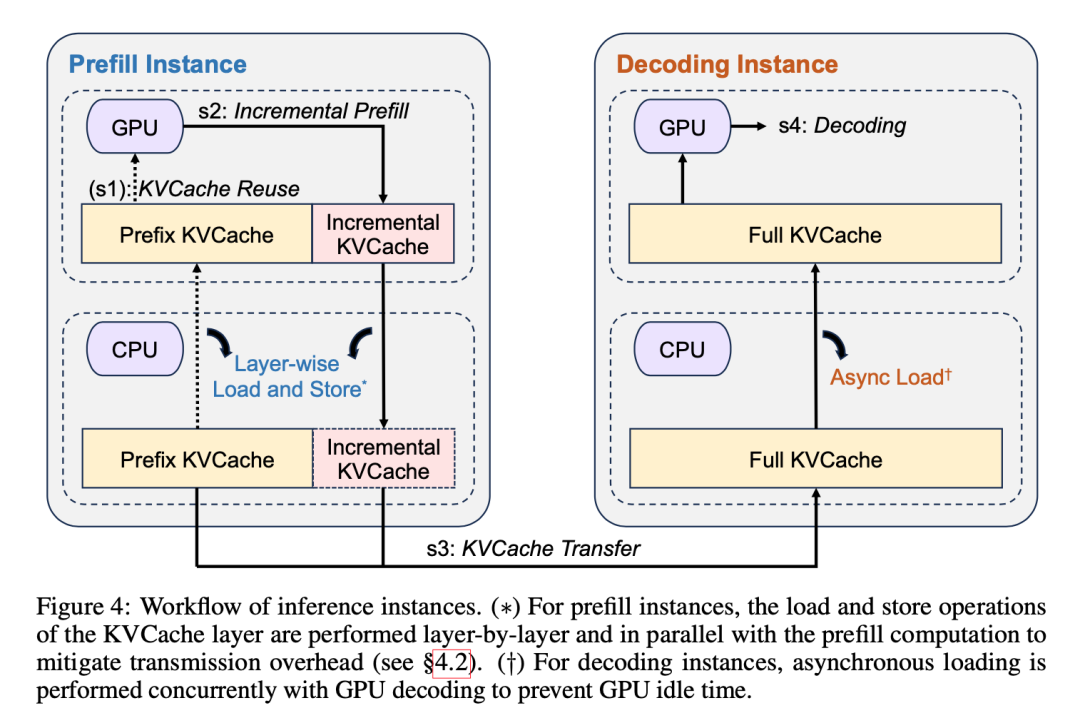 Prefill Instance
GPU
s2: Incremental Prefill
(s1): KVCache Reuse
Prefix KVCache
Incremental
KVCache
CPU
Layer-wise
Load and Store*
Prefix KVCache
Incremental
KVCache
Decoding Instance
GPU
s4: Decoding
Full KVCache
CPU
Async Load†
Full KVCache
s3: KVCache Transfer
Figure 4: Workflow of inference instances. (∗) For prefill instances, the load and store operations
of the KVCache layer are performed layer-by-layer and in parallel with the prefill computation to
mitigate transmission overhead (see §4.2). (†) For decoding instances, asynchronous loading is
performed concurrently with GPU decoding to prevent GPU idle time.